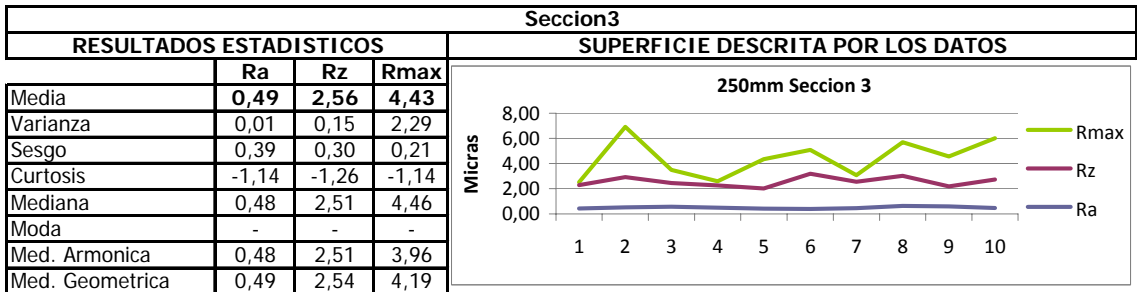 Seccion3
RESULTADOS ESTADISTICOS SUPERFICIE DESCRITA POR LOS DATOS
Ra Rz Rmax
Media 0,49 2,56 4,43
Varianza 0,01 0,15 2,29
Sesgo 0,39 0,30 0,21
Curtosis -1,14 -1,26 -1,14
Mediana 0,48 2,51 4,46
Moda - - -
Med. Armonica 0,48 2,51 3,96
Med. Geometrica 0,49 2,54 4,19
250mm Seccion 3
Micras
8,00
6,00
4,00
2,00
0,00
1 2 3 4 5 6 7 8 9 10
Rmax
Rz
Ra